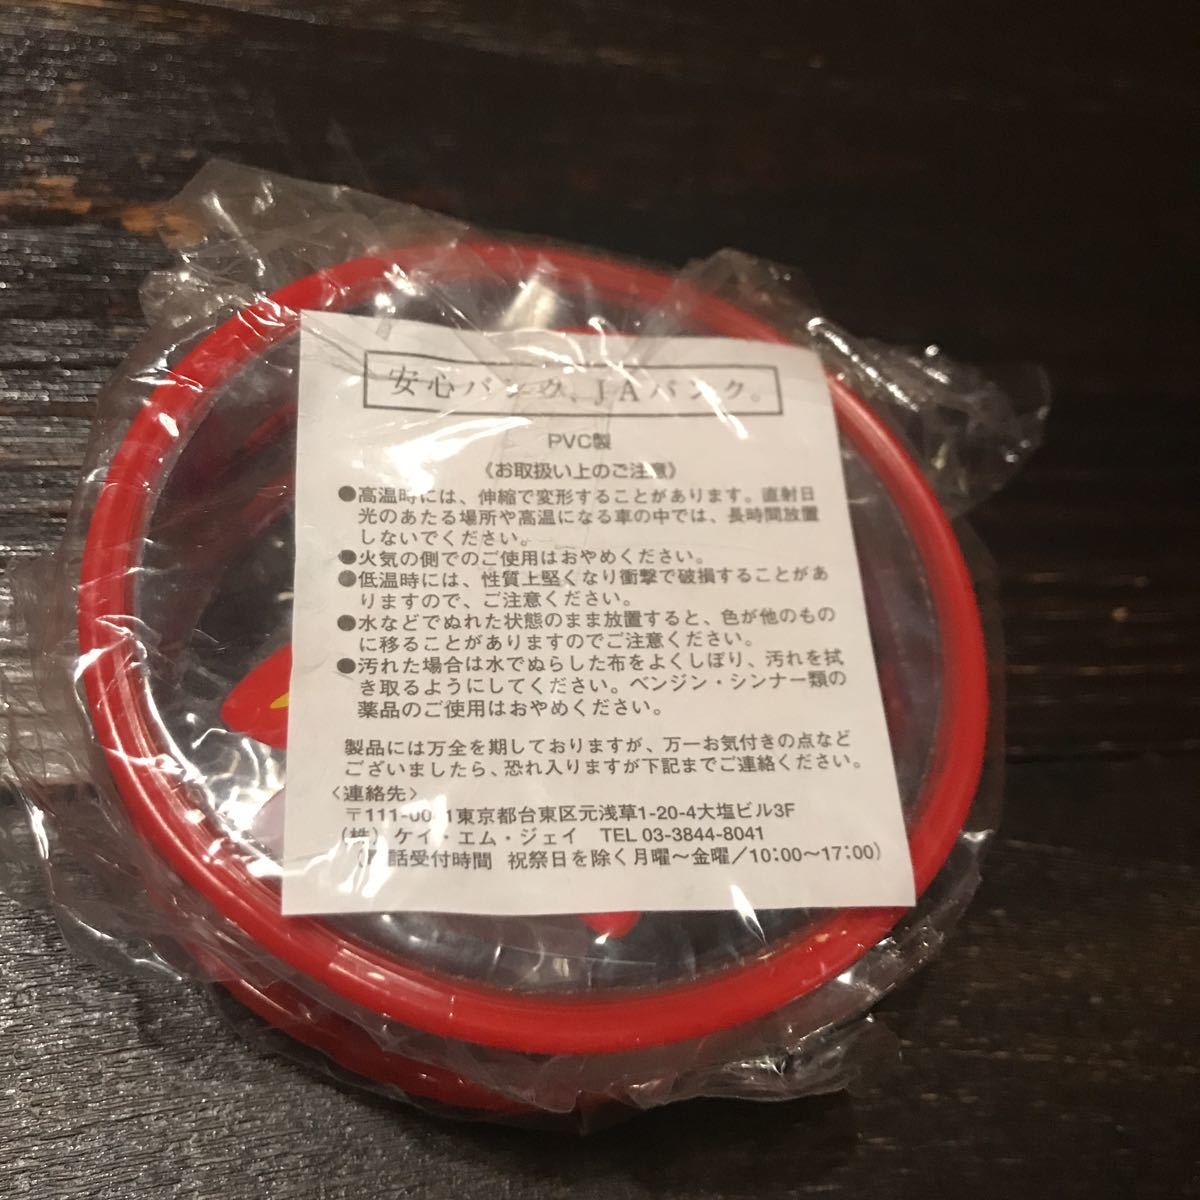 安心バンク、JAバンク。
PVC製
《お取扱い上のご注意》
●高温時には、伸縮で変形することがあります。直射日
光のあたる場所や高温になる車の中では、長時間放置
しないでください。
●火気の側でのご使用はおやめください。
●低温時には、性質上堅くなり衝撃で破損することがあ
りますので、ご注意ください。
●水などでぬれた状態のまま放置すると、色が他のもの
に移ることがありますのでご注意ください。
●汚れた場合は水でぬらした布をよくしぼり、汚れを拭
き取るようにしてください。ベンジン・シンナー類の
薬品のご使用はおやめください。
製品には万全を期しておりますが、万一お気付きの点など
ございましたら、恐れ入りますが下記までご連絡ください。
<連絡先>
東京都台東区元浅草1-20-4大塩ビル3F
(株)ケイ・エム・ジェイ TEL 03-3844-8041
話受付時間 祝祭日を除く月曜～金曜/10:00～17:00)